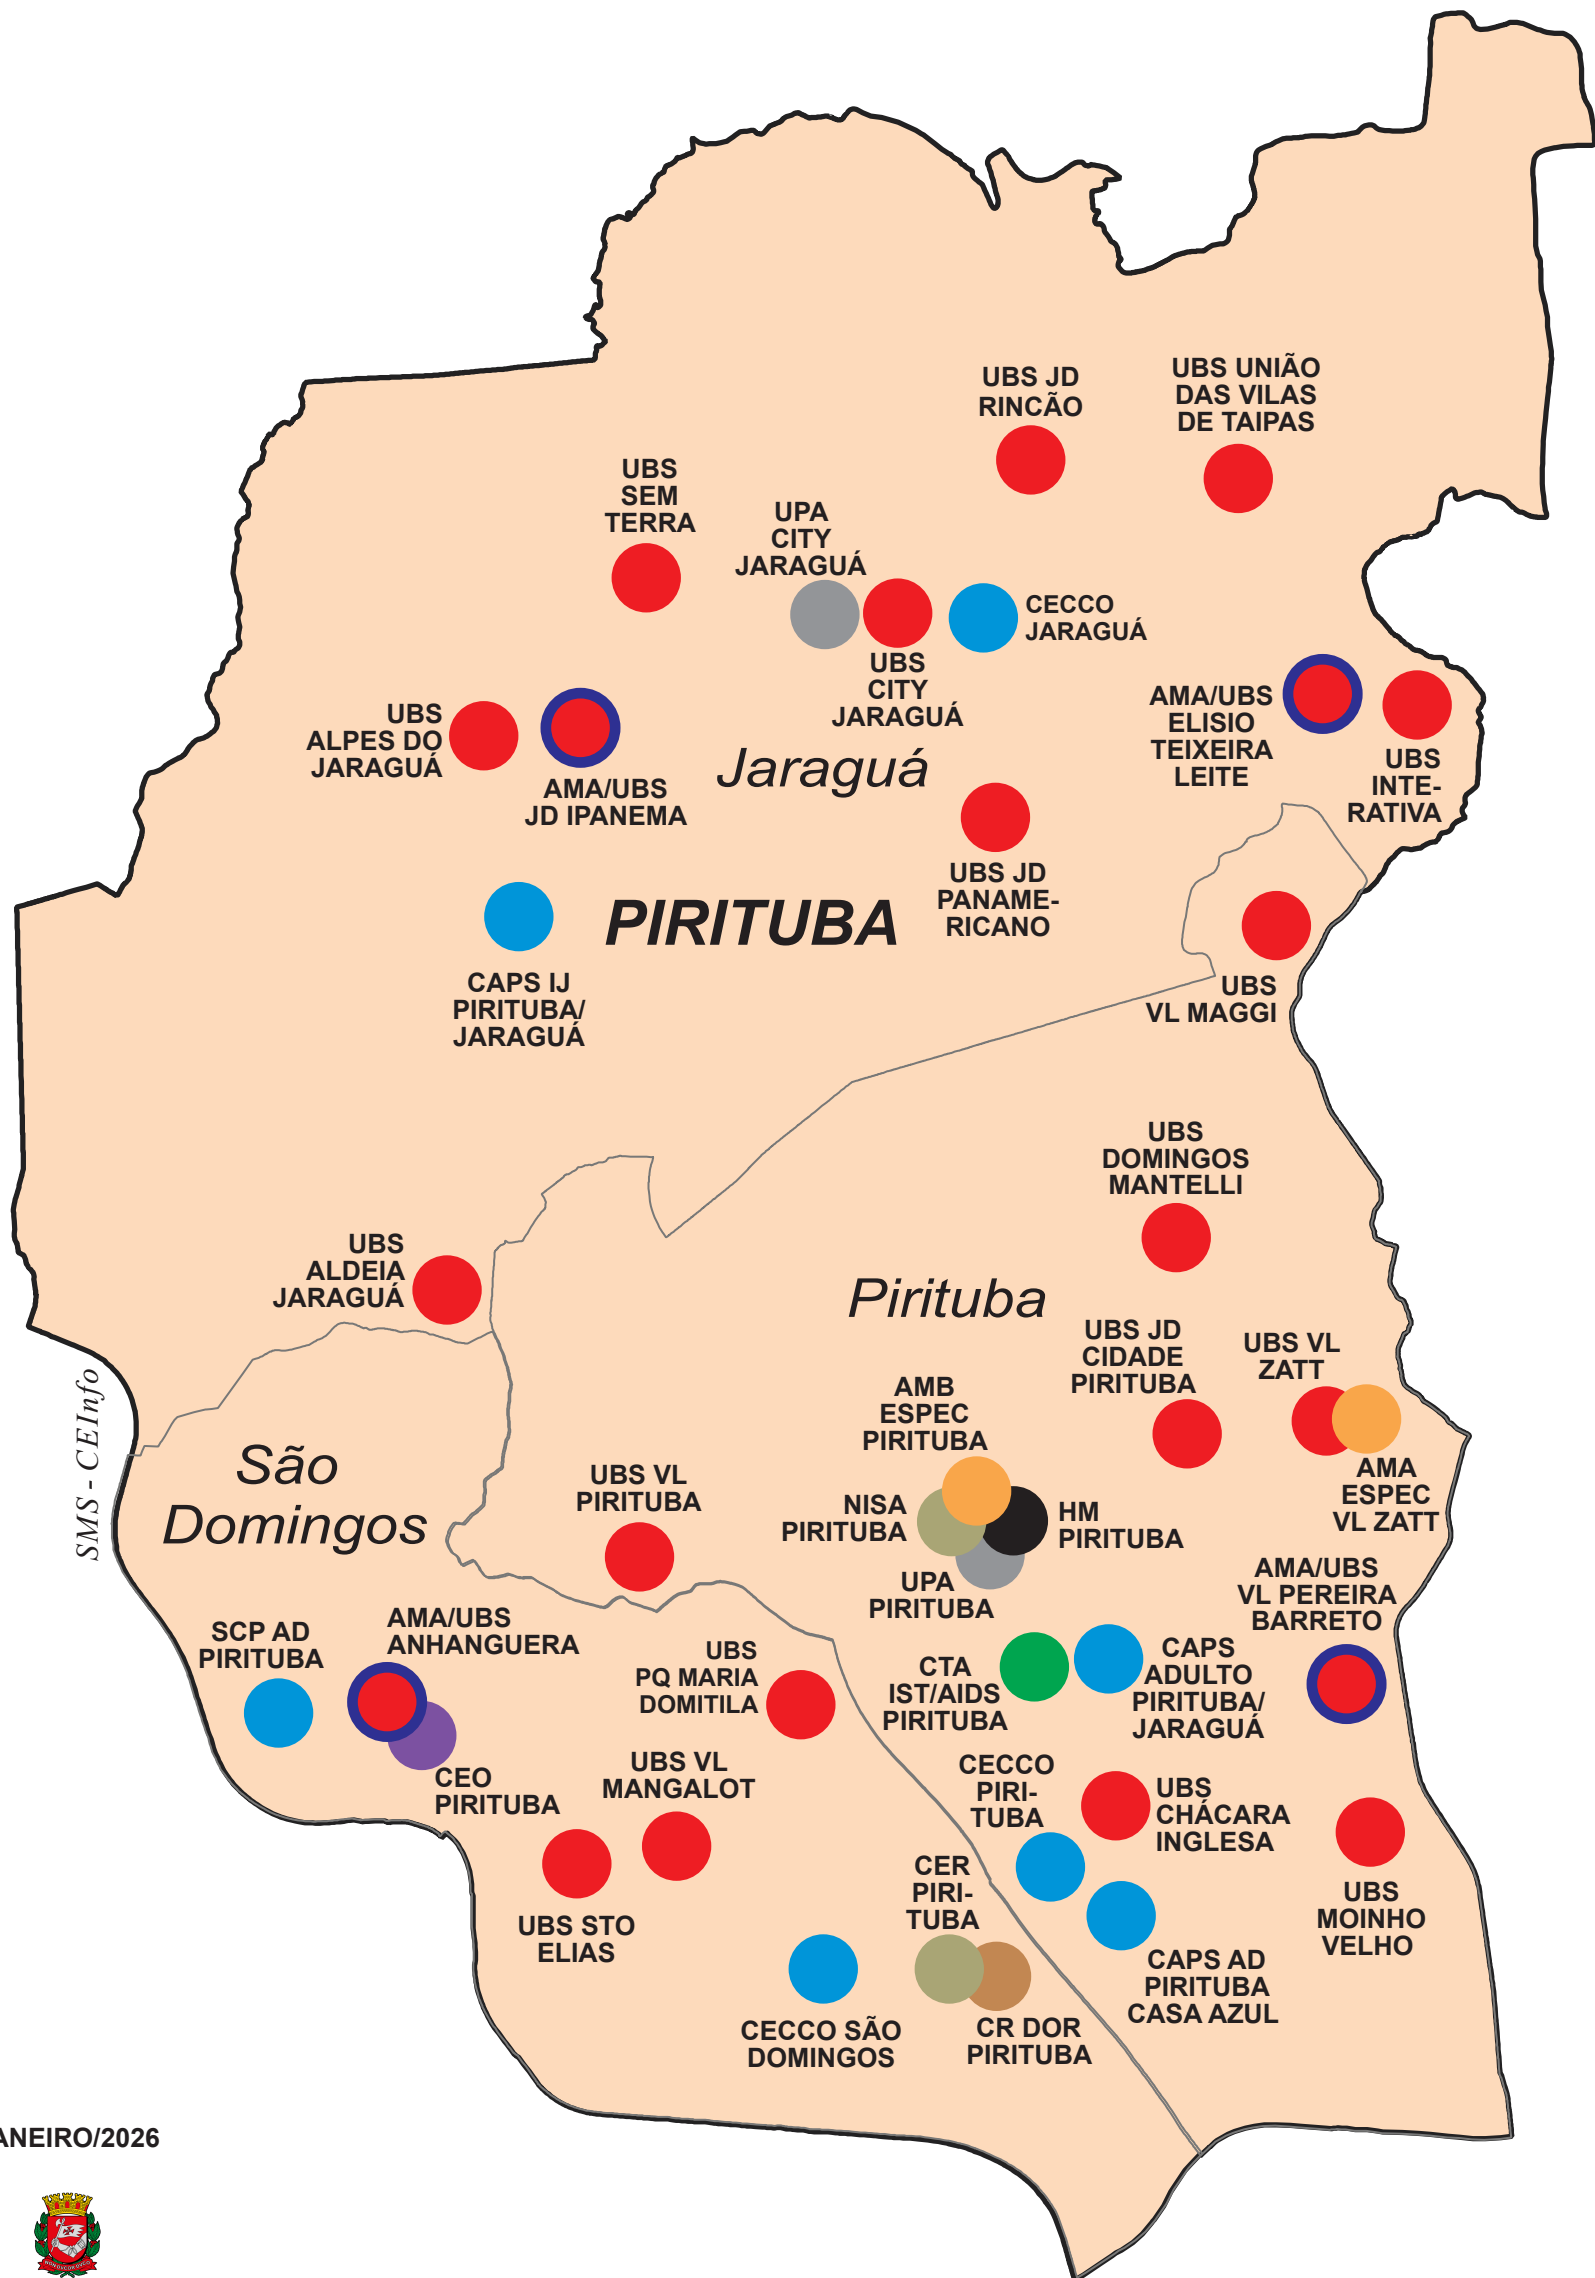 UBS JD
RINCÃO
UBS UNIÃO
DAS VILAS
DE TAIPAS
UBS
SEM
TERRA
UPA
CITY
JARAGUÁ
CECCO
JARAGUÁ
UBS
CITY
JARAGUÁ
AMA/UBS
ELISIO
TEIXEIRA
LEITE
UBS
INTE-
RATIVA
UBS
ALPES DO
JARAGUÁ
AMA/UBS
JD IPANEMA
Jaraguá
UBS JD
PANAME-
RICANO
PIRITUBA
CAPS IJ
PIRITUBA/
JARAGUÁ
UBS
VL MAGGI
UBS
DOMINGOS
MANTELLI
UBS
ALDEIA
JARAGUÁ
Pirituba
UBS JD
CIDADE
PIRITUBA
UBS VL
ZATT
AMA
ESPEC
VL ZATT
AMB
ESPEC
PIRITUBA
NISA
PIRITUBA
HM
PIRITUBA
UPA
PIRITUBA
SMS - CEInfo
São
Domingos
UBS VL
PIRITUBA
AMA/UBS
VL PEREIRA
BARRETO
SCP AD
PIRITUBA
AMA/UBS
ANHANGUERA
CEO
PIRITUBA
UBS
PQ MARIA
DOMITILA
CTA
IST/AIDS
PIRITUBA
CAPS
ADULTO
PIRITUBA/
JARAGUÁ
UBS VL
MANGALOT
CECCO
PIRI-
TUBA
UBS
CHÁCARA
INGLESA
UBS STO
ELIAS
CER
PIRI-
TUBA
UBS
MOINHO
VELHO
CAPS AD
PIRITUBA
CASA AZUL
CECCO SÃO
DOMINGOS
CR DOR
PIRITUBA
ANEIRO/2026